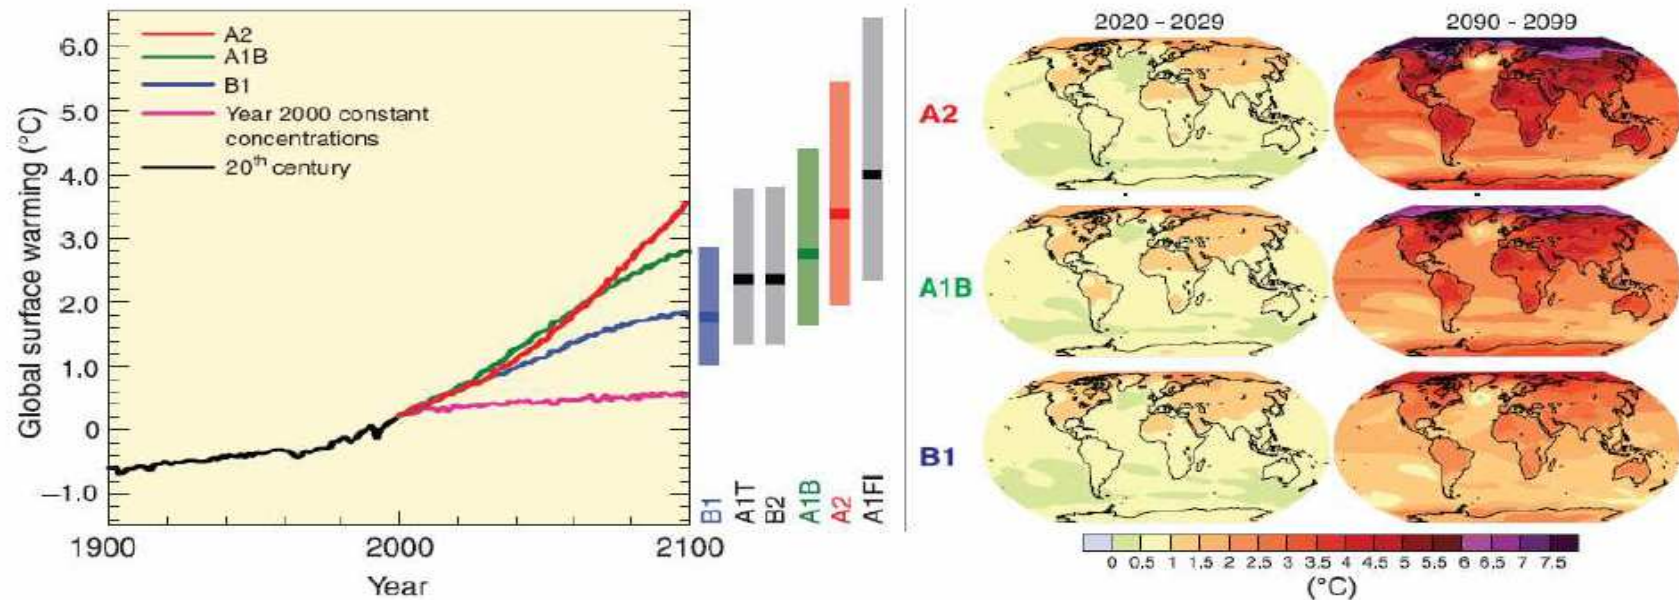 6.0
5.0
4.0
3.0
2.0
1.0
0
−1.0
Global surface warming (°C)
A2
A1B
B1
Year 2000 constant
concentrations
20th century
1900
2000
2100
Year
B1
A1T
B2
A1B
A2
A1FI
2020 - 2029
2090 - 2099
A2
A1B
B1
0 0.5 1 1.5 2 2.5 3 3.5 4 4.5 5 5.5 6 6.5 7 7.5
(°C)